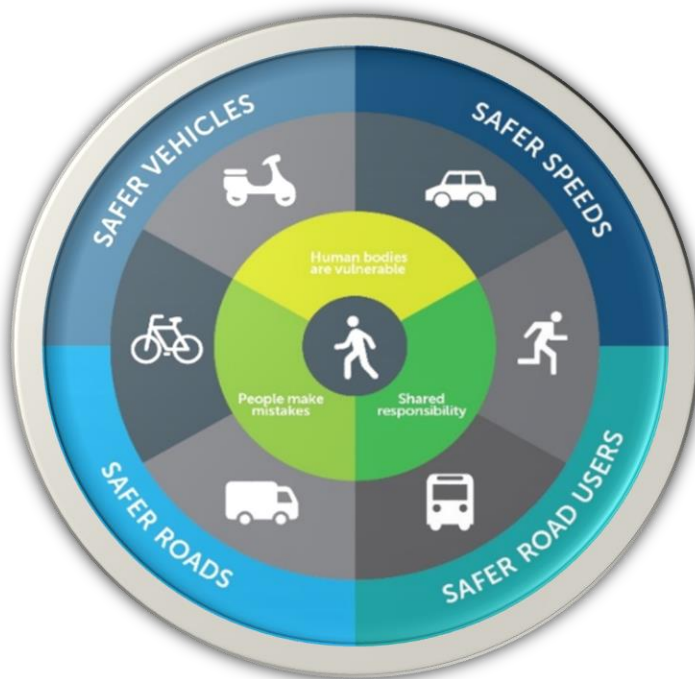 SAFER VEHICLES
SAFER SPEEDS
Human bodies
are vulnerable
People make
mistakes
Shared
responsibility
SAFER ROADS
SAFER ROAD USERS